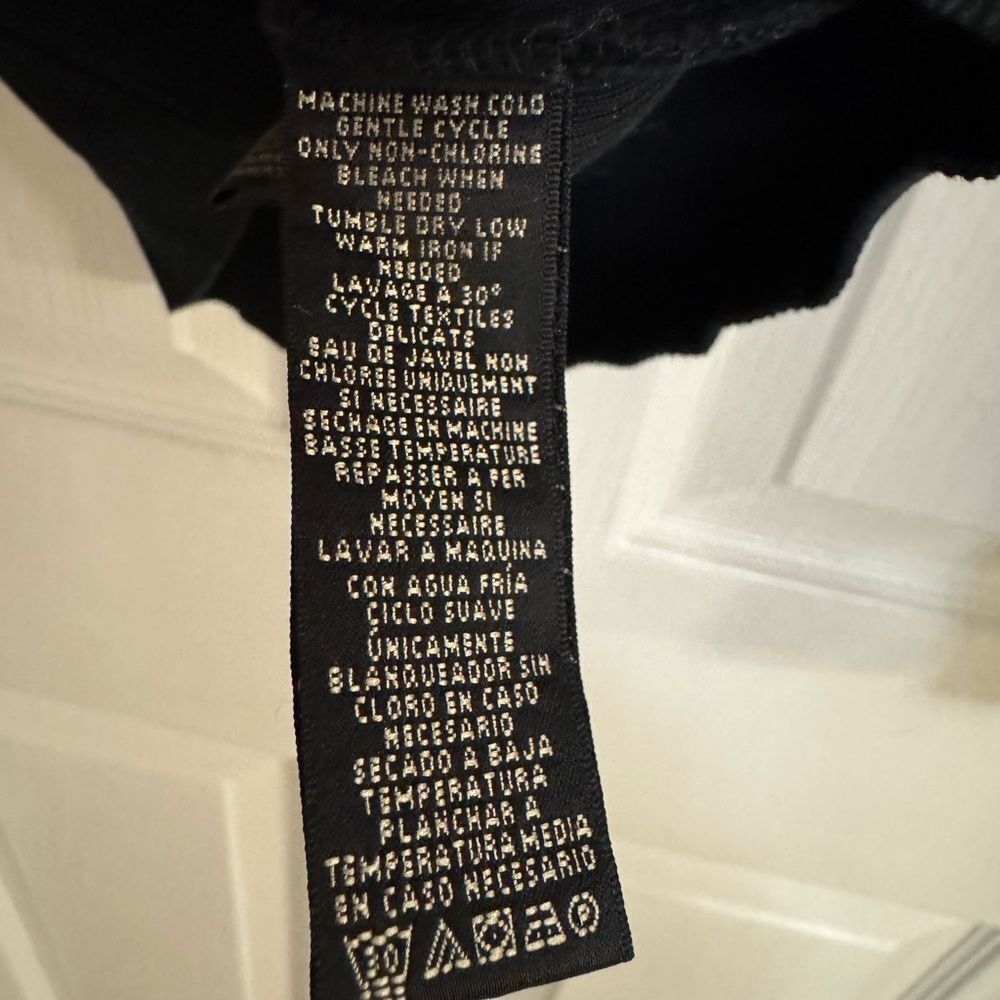 MACHINE WASH COLD
GENTLE CYCLE
ONLY NON-CHLORINE
BLEACH WHEN
NEEDED
TUMBLE DRY LOW
WARM IRON IF
NEEDED
LAVAGE A 30°
CYCLE TEXTILES
DELICATS
EAU DE JAVEL NON
CHLOREE UNIQUEMENT
SI NECESSAIRE
SECHAGE EN MACHINE
BASSE TEMPERATURE
REPASSER A FER
MOYEN SI
NECESSAIRE
LAVAR A MAQUINA
CON AGUA FRÍA
CICLO SUAVE
ÚNICAMENTE
BLANQUEADOR SIN
CLORO EN CASO
NECESARIO
SECADO A BAJA
TEMPERATURA
PLANCHAR A
TEMPERATURA MEDIA
EN CASO NECESARIO
30 P